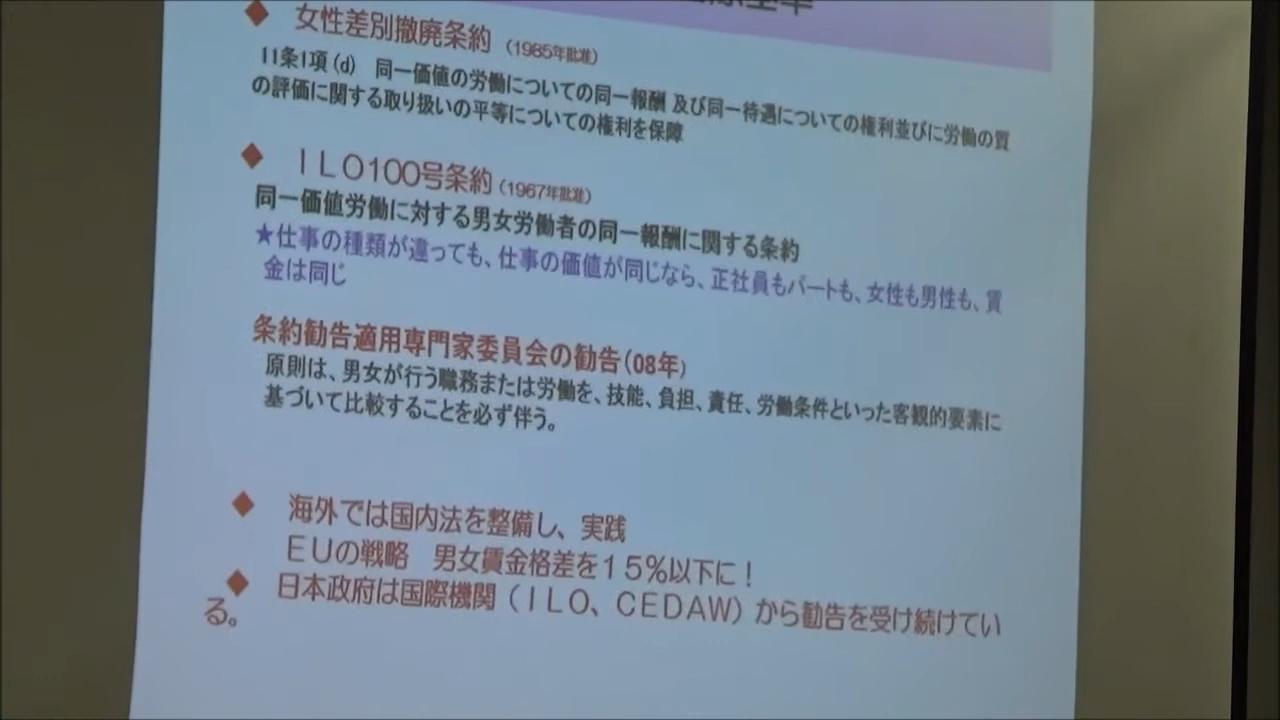 ◆ 女性差別撤廃条約（1985年批准）
11条1項(d) 同一価値の労働についての同一報酬 及び同一待遇についての権利並びに労働の質
の評価に関する取り扱いの平等についての権利を保障
◆ ＩＬＯ100号条約（1967年批准）
同一価値労働に対する男女労働者の同一報酬に関する条約
★仕事の種類が違っても、仕事の価値が同じなら、正社員もパートも、女性も男性も、賃
金は同じ
条約勧告適用専門家委員会の勧告(08年)
原則は、男女が行う職務または労働を、技能、負担、責任、労働条件といった客観的要素に
基づいて比較することを必ず伴う。
◆ 海外では国内法を整備し、実践
ＥＵの戦略 男女賃金格差を１５％以下に！
◆ 日本政府は国際機関（ＩＬＯ、ＣＥＤＡＷ）から勧告を受け続けてい
る。